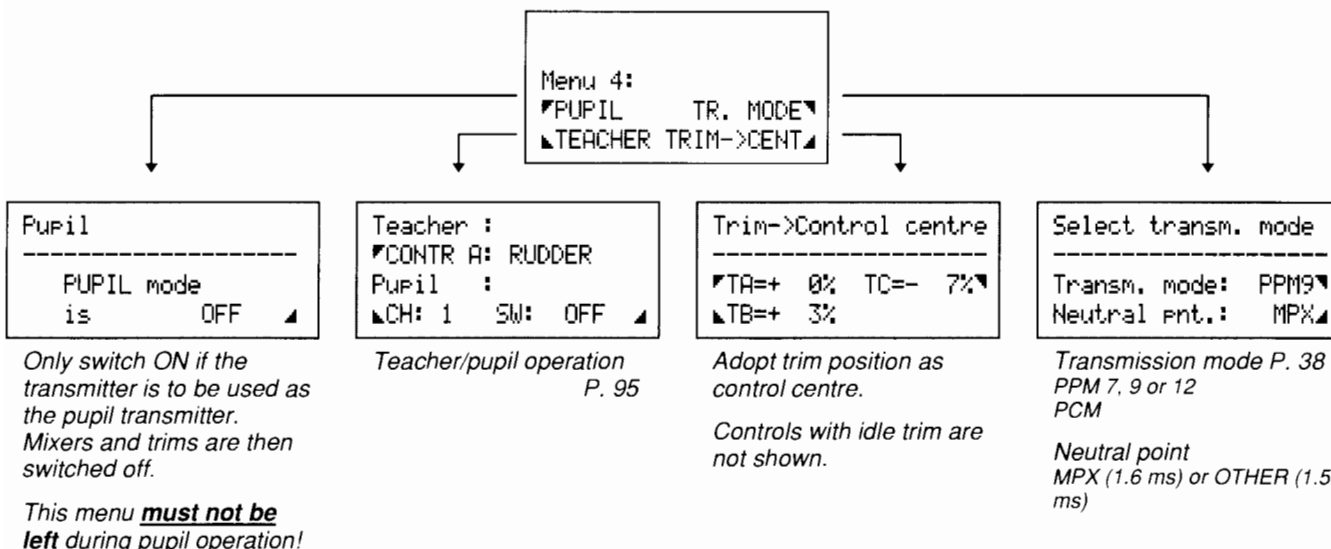 Menu 4:
PUPIL TR. MODE
TEACHER TRIM->CENT
Pupil
--------------------
PUPIL mode
is OFF
Only switch ON if the
transmitter is to be used as
the pupil transmitter.
Mixers and trims are then
switched off.
This menu must not be
left during pupil operation!
Teacher :
CONTR A: RUDDER
Pupil :
CH: 1 SW: OFF
Teacher/pupil operation
P. 95
Trim->Control centre
--------------------
TA=+ 0% TC=- 7%
TB=+ 3%
Adopt trim position as
control centre.
Controls with idle trim are
not shown.
Select transm. mode
--------------------
Transm. mode: PPM9
Neutral pnt.: MPX
Transmission mode P. 38
PPM 7, 9 or 12
PCM
Neutral point
MPX (1.6 ms) or OTHER (1.5
ms)